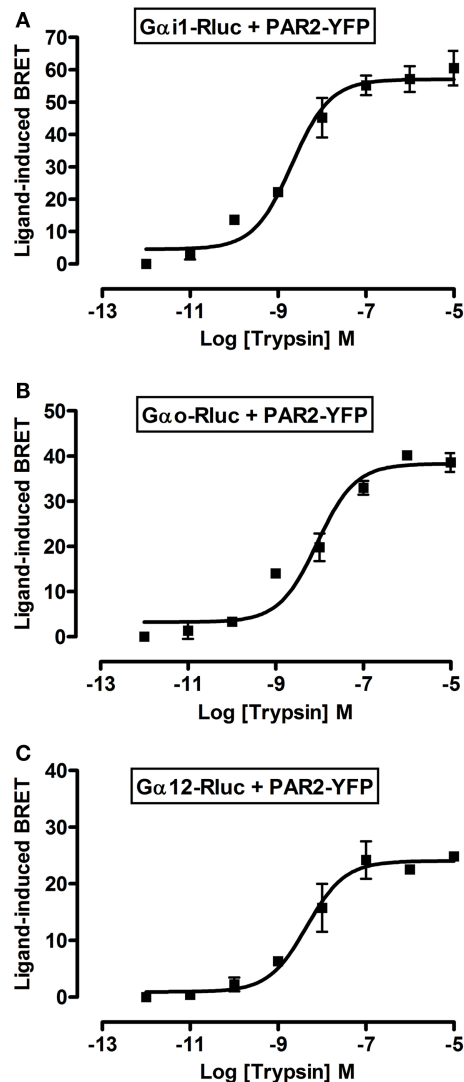 A
Gαi1-Rluc + PAR2-YFP
Ligand-induced BRET
70
60
50
40
30
20
10
0
-13 -11 -9 -7 -5
Log [Trypsin] M
B
Gαo-Rluc + PAR2-YFP
Ligand-induced BRET
50
40
30
20
10
0
-13 -11 -9 -7 -5
Log [Trypsin] M
C
Gα12-Rluc + PAR2-YFP
Ligand-induced BRET
40
30
20
10
0
-13 -11 -9 -7 -5
Log [Trypsin] M